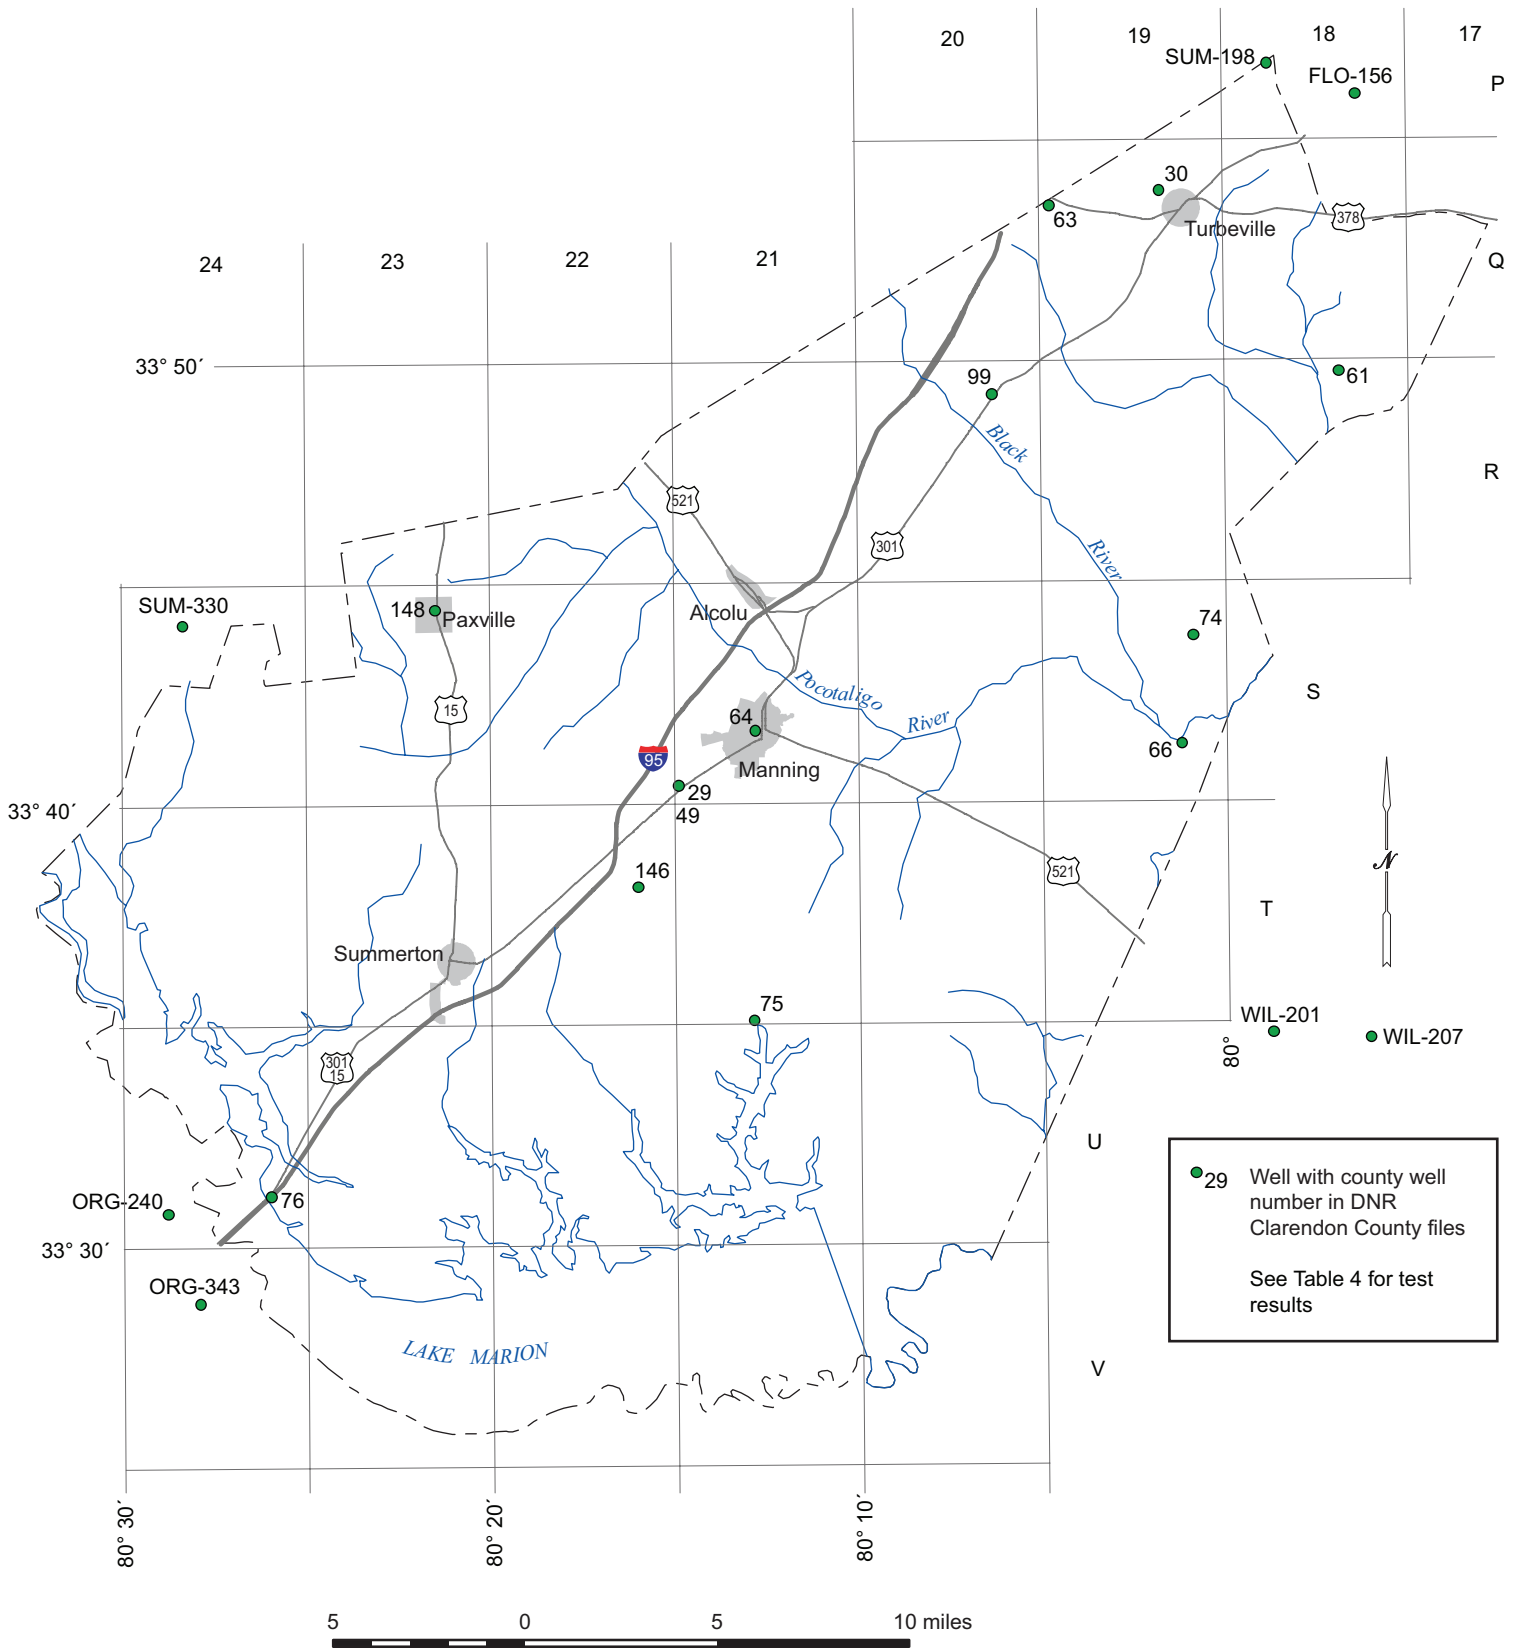 20
19
18
17
SUM-198
FLO-156
P
30
63
Turbeville
378
24
23
22
21
Q
33° 50´
99
61
Black
R
521
301
River
SUM-330
148
Paxville
Alcolu
74
15
Pocotaligo
River
S
64
66
95
Manning
29
49
33° 40´
146
521
T
Summerton
75
WIL-201
WIL-207
80°
301
15
U
29
Well with county well
number in DNR
Clarendon County files
See Table 4 for test
results
ORG-240
76
33° 30´
ORG-343
LAKE MARION
V
N
80° 30´
80° 20´
80° 10´
5
0
5
10 miles